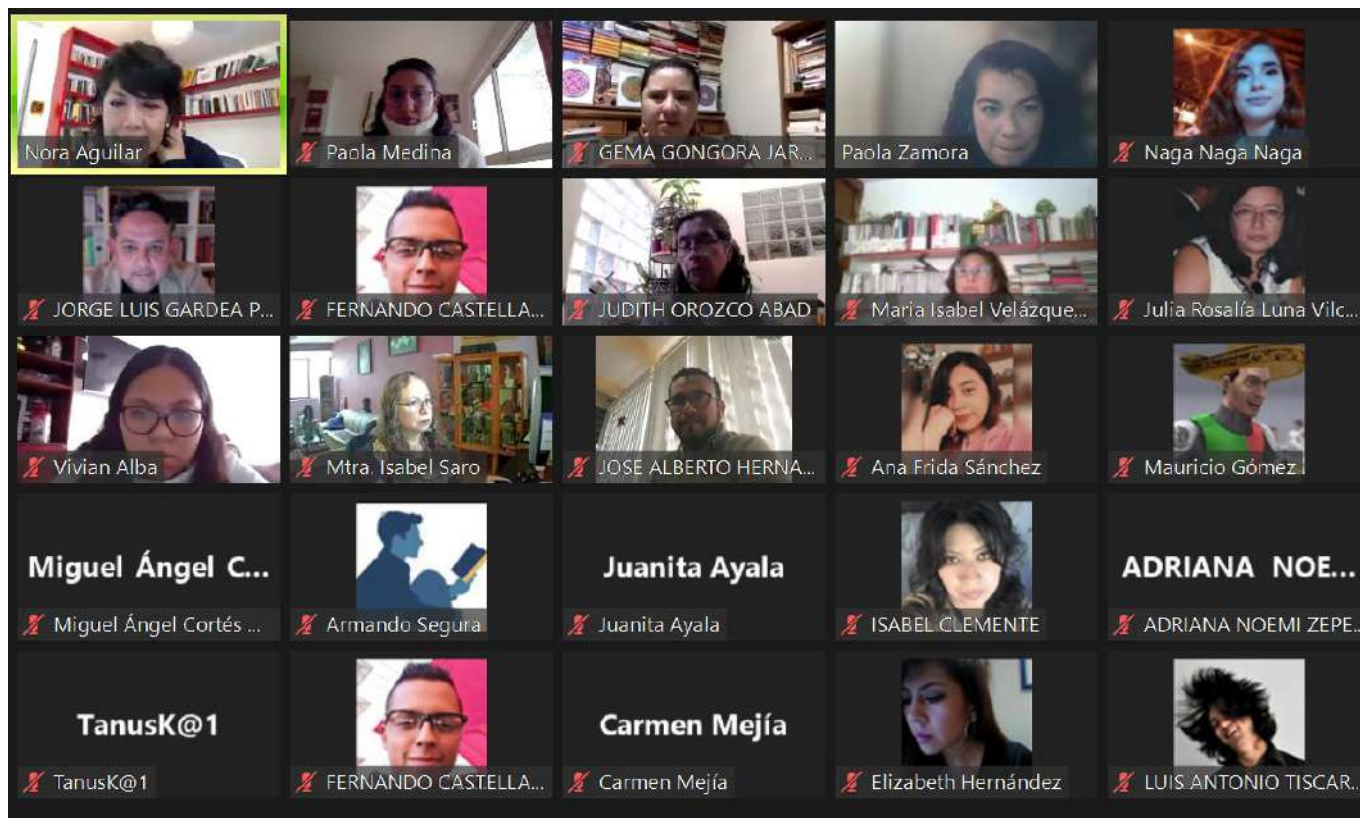 Nora Aguilar
Paola Medina
GEMA GONGORA JAR...
Paola Zamora
Naga Naga Naga
JORGE LUIS GARDEA P...
FERNANDO CASTELLA...
JUDITH OROZCO ABAD
Maria Isabel Velázque...
Julia Rosalía Luna Vilc...
Vivian Alba
Mtra. Isabel Saro
JOSE ALBERTO HERNA...
Ana Frida Sánchez
Mauricio Gómez
Miguel Ángel C...
Miguel Ángel Cortés ...
Armando Segura
Juanita Ayala
Juanita Ayala
ISABEL CLEMENTE
ADRIANA NOE...
ADRIANA NOEMI ZEPE...
TanusK@1
TanusK@1
FERNANDO CASTELLA...
Carmen Mejía
Carmen Mejía
Elizabeth Hernández
LUIS ANTONIO TISCAR...